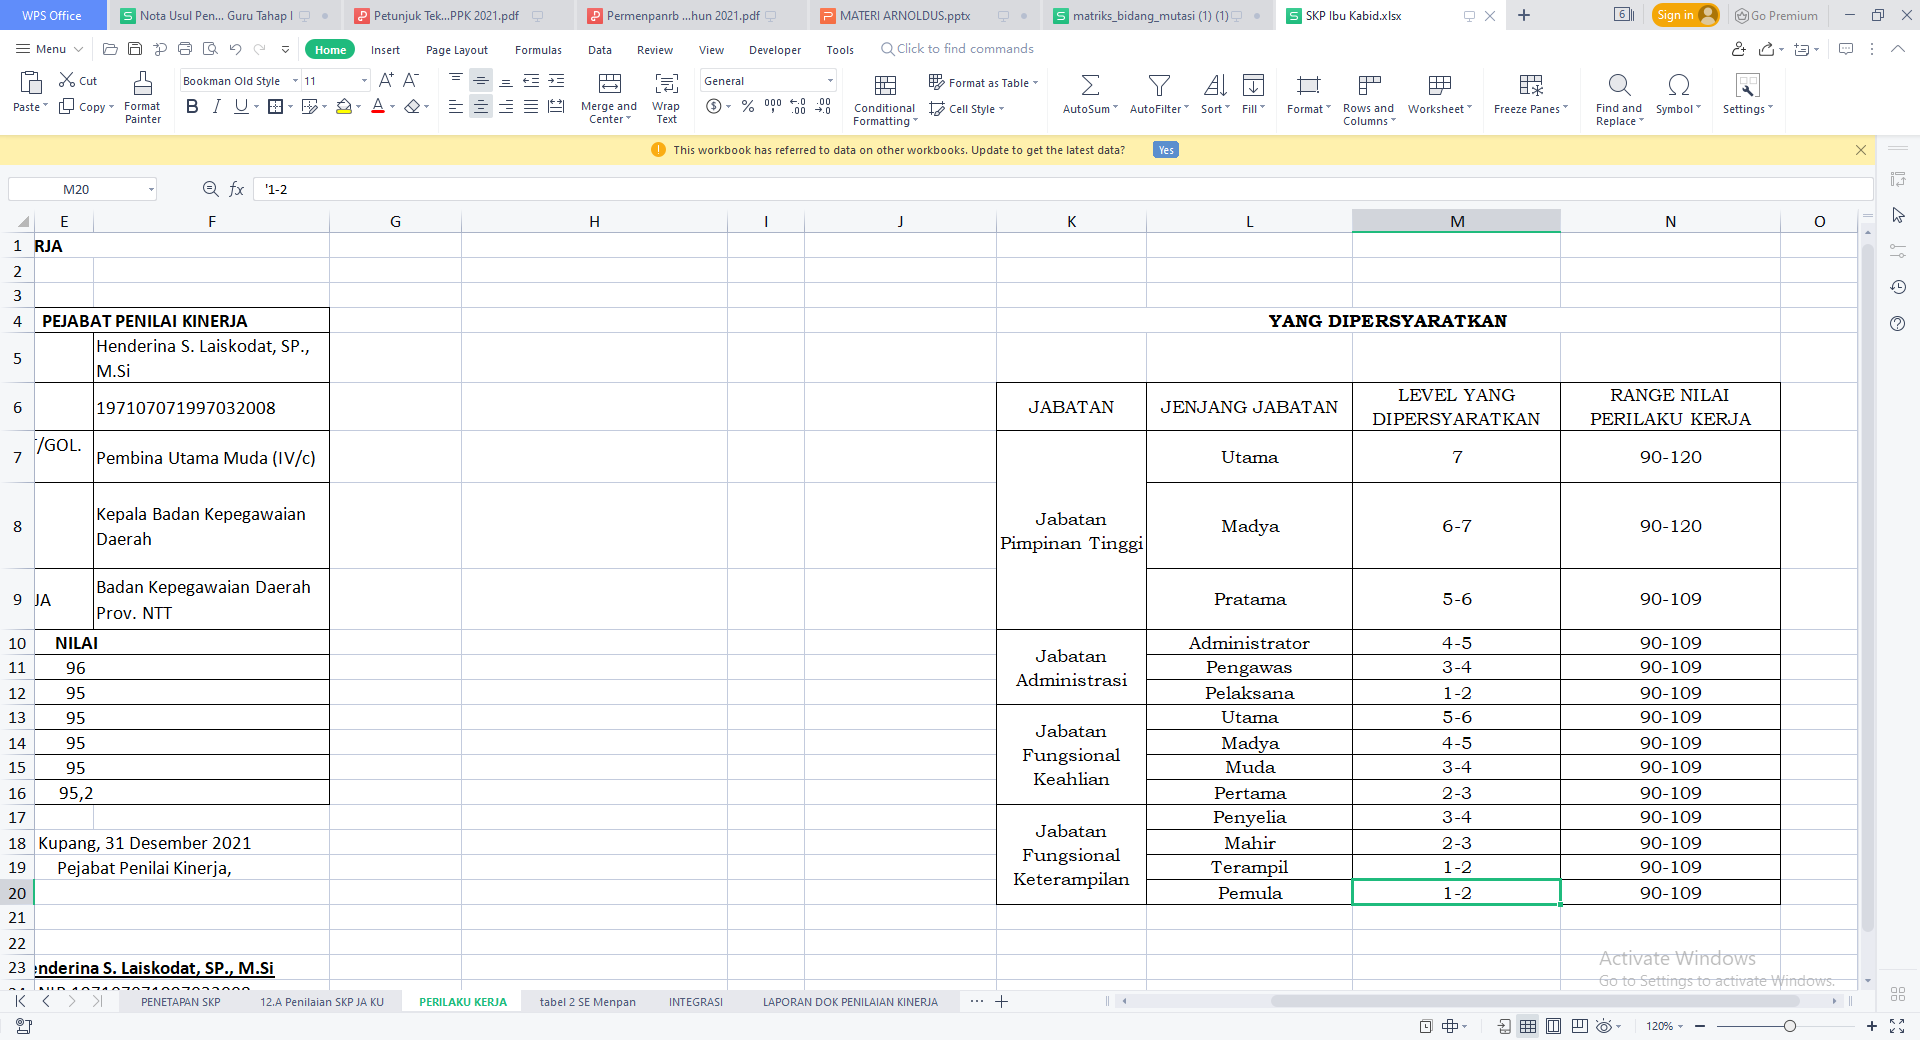 WPS Office
Nota Usul Pen... Guru Tahap I
Petunjuk Tek...PPK 2021.pdf
Permenpanrb ...hun 2021.pdf
MATERI ARNOLDUS.pptx
matriks_bidang_mutasi (1) (1)
SKP Ibu Kabid.xlsx
6
Sign in
Go Premium
Menu
Home
Insert
Page Layout
Formulas
Data
Review
View
Developer
Tools
Click to find commands
Paste
Cut
Copy
Format Painter
Bookman Old Style
11
Merge and Center
Wrap Text
General
Conditional Formatting
Format as Table
Cell Style
AutoSum
AutoFilter
Sort
Fill
Format
Rows and Columns
Worksheet
Freeze Panes
Find and Replace
Symbol
Settings
This workbook has referred to data on other workbooks. Update to get the latest data? Yes
M20
'1-2
E F G H I J K L M N O
1 RJA
2
3
4 PEJABAT PENILAI KINERJA YANG DIPERSYARATKAN
5 Henderina S. Laiskodat, SP., M.Si
6 197107071997032008 JABATAN JENJANG JABATAN LEVEL YANG DIPERSYARATKAN RANGE NILAI PERILAKU KERJA
7 /GOL. Pembina Utama Muda (IV/c) Utama 7 90-120
8 Kepala Badan Kepegawaian Daerah Jabatan Pimpinan Tinggi Madya 6-7 90-120
9 JA Badan Kepegawaian Daerah Prov. NTT Pratama 5-6 90-109
10 NILAI Jabatan Administrasi Administrator 4-5 90-109
11 96 Pengawas 3-4 90-109
12 95 Pelaksana 1-2 90-109
13 95 Jabatan Fungsional Keahlian Utama 5-6 90-109
14 95 Madya 4-5 90-109
15 95 Muda 3-4 90-109
16 95,2 Pertama 2-3 90-109
17 Jabatan Fungsional Keterampilan Penyelia 3-4 90-109
18 Kupang, 31 Desember 2021 Mahir 2-3 90-109
19 Pejabat Penilai Kinerja, Terampil 1-2 90-109
20 Pemula 1-2 90-109
21
22
23 enderina S. Laiskodat, SP., M.Si
Activate Windows
Go to Settings to activate Windows.
PENETAPAN SKP
12.A Penilaian SKP JA KU
PERILAKU KERJA
tabel 2 SE Menpan
INTEGRASI
LAPORAN DOK PENILAIAN KINERJA
120%